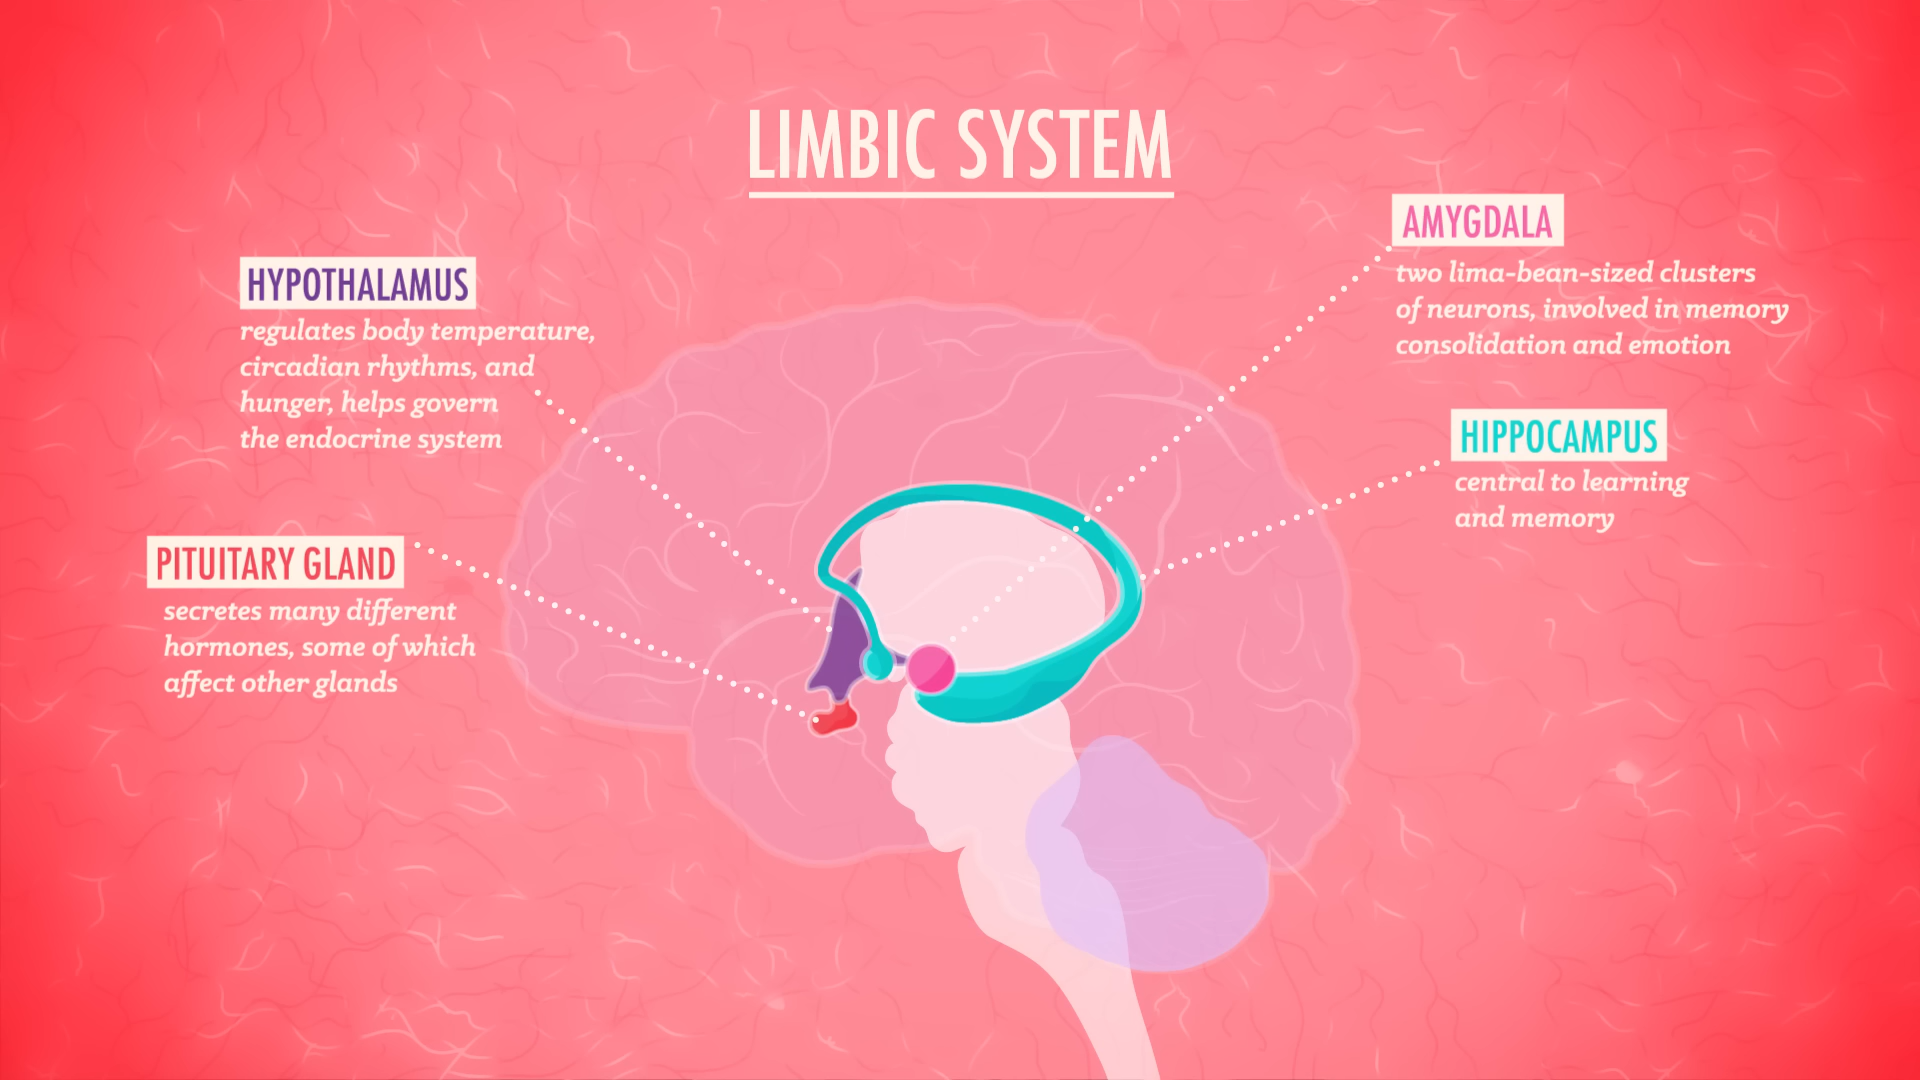 LIMBIC SYSTEM
HYPOTHALAMUS
regulates body temperature,
circadian rhythms, and
hunger, helps govern
the endocrine system
PITUITARY GLAND
secretes many different
hormones, some of which
affect other glands
AMYGDALA
two lima-bean-sized clusters
of neurons, involved in memory
consolidation and emotion
HIPPOCAMPUS
central to learning
and memory